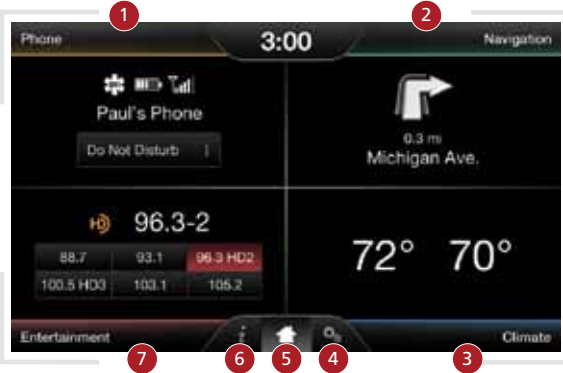 1
2
Phone
3:00
Navigation
Paul's Phone
Do Not Disturb
0.3 mi
Michigan Ave.
HD 96.3-2
88.7 93.1 96.3 HD2
100.5 HD3 103.1 105.2
72° 70°
Entertainment
i
Climate
7
6
5
4
3